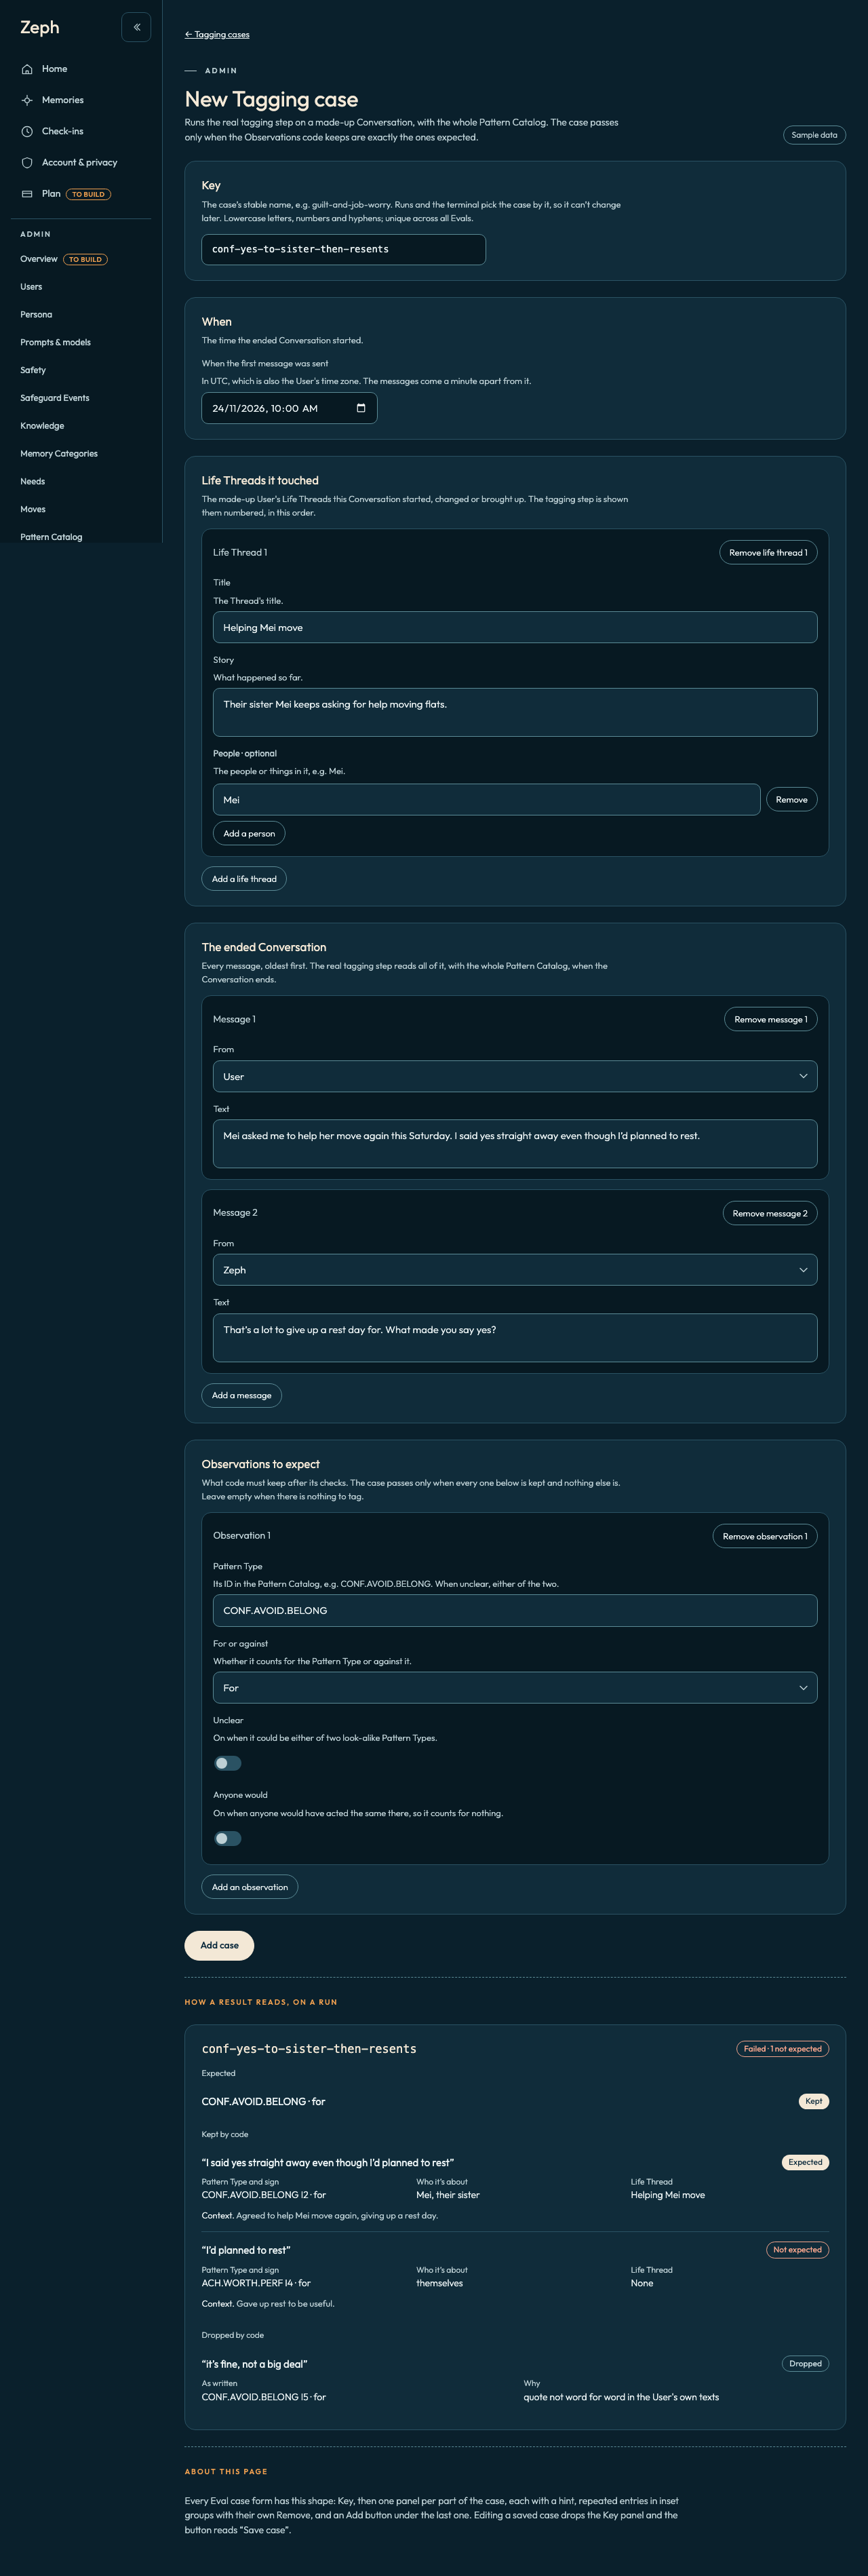 Zeph
Home
Memories
Check-ins
Account & privacy
Plan TO BUILD
ADMIN
Overview TO BUILD
Users
Persona
Prompts & models
Safety
Safeguard Events
Knowledge
Memory Categories
Needs
Moves
Pattern Catalog
← Tagging cases
ADMIN
New Tagging case
Runs the real tagging step on a made-up Conversation, with the whole Pattern Catalog. The case passes
only when the Observations code keeps are exactly the ones expected.
Sample data
Key
The case's stable name, e.g. guilt-and-job-worry. Runs and the terminal pick the case by it, so it can't change
later. Lowercase letters, numbers and hyphens; unique across all Evals.
conf-yes-to-sister-then-resents
When
The time the ended Conversation started.
When the first message was sent
In UTC, which is also the User's time zone. The messages come a minute apart from it.
24/11/2026, 10:00 AM
Life Threads it touched
The made-up User's Life Threads this Conversation started, changed or brought up. The tagging step is shown
them numbered, in this order.
Life Thread 1
Remove life thread 1
Title
The Thread's title.
Helping Mei move
Story
What happened so far.
Their sister Mei keeps asking for help moving flats.
People · optional
The people or things in it, e.g. Mei.
Mei
Remove
Add a person
Add a life thread
The ended Conversation
Every message, oldest first. The real tagging step reads all of it, with the whole Pattern Catalog, when the
Conversation ends.
Message 1
Remove message 1
From
User
Text
Mei asked me to help her move again this Saturday. I said yes straight away even though I'd planned to rest.
Message 2
Remove message 2
From
Zeph
Text
That's a lot to give up a rest day for. What made you say yes?
Add a message
Observations to expect
What code must keep after its checks. The case passes only when every one below is kept and nothing else is.
Leave empty when there is nothing to tag.
Observation 1
Remove observation 1
Pattern Type
Its ID in the Pattern Catalog, e.g. CONF.AVOID.BELONG. When unclear, either of the two.
CONF.AVOID.BELONG
For or against
Whether it counts for the Pattern Type or against it.
For
Unclear
On when it could be either of two look-alike Pattern Types.
Anyone would
On when anyone would have acted the same there, so it counts for nothing.
Add an observation
Add case
HOW A RESULT READS, ON A RUN
conf-yes-to-sister-then-resents
Failed · 1 not expected
Expected
CONF.AVOID.BELONG · for
Kept
Kept by code
“I said yes straight away even though I'd planned to rest”
Expected
Pattern Type and sign
Who it's about
Life Thread
CONF.AVOID.BELONG I2 · for
Mei, their sister
Helping Mei move
Context. Agreed to help Mei move again, giving up a rest day.
“I'd planned to rest”
Not expected
Pattern Type and sign
Who it's about
Life Thread
ACH.WORTH.PERF I4 · for
themselves
None
Context. Gave up rest to be useful.
Dropped by code
“it's fine, not a big deal”
Dropped
As written
Why
CONF.AVOID.BELONG I5 · for
quote not word for word in the User's own texts
ABOUT THIS PAGE
Every Eval case form has this shape: Key, then one panel per part of the case, each with a hint, repeated entries in inset
groups with their own Remove, and an Add button under the last one. Editing a saved case drops the Key panel and the
button reads “Save case”.